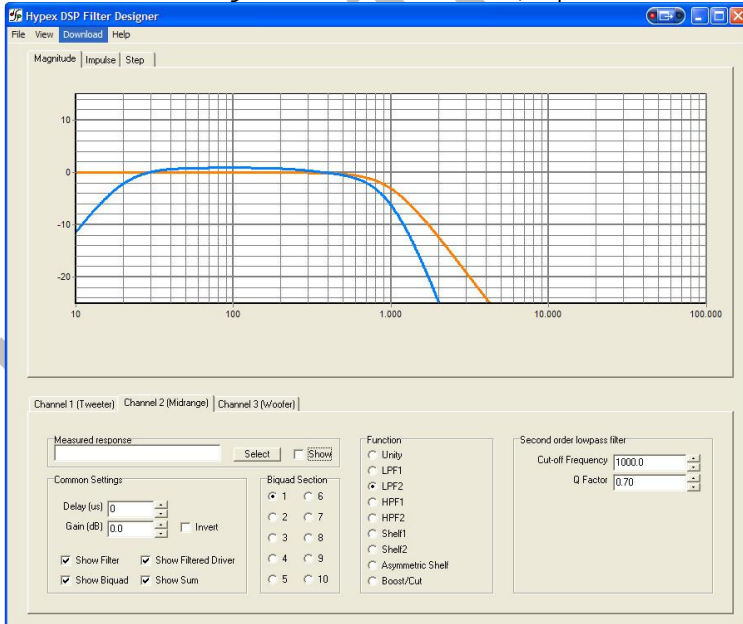 Hypex DSP Filter Designer
File View Download Help
Magnitude Impulse Step
10
0
-10
-20
10 100 1.000 10.000 100.000
Channel 1 (Tweeter) Channel 2 (Midrange) Channel 3 (Woofer)
Measured response
Select Show
Common Settings
Delay (us) 0
Gain (dB) 0.0 Invert
Show Filter Show Filtered Driver
Show Biquad Show Sum
Biquad Section
1 6
2 7
3 8
4 9
5 10
Function
Unity
LPF1
LPF2
HPF1
HPF2
Shelf1
Shelf2
Asymmetric Shelf
Boost/Cut
Second order lowpass filter
Cut-off Frequency 1000.0
Q Factor 0.70